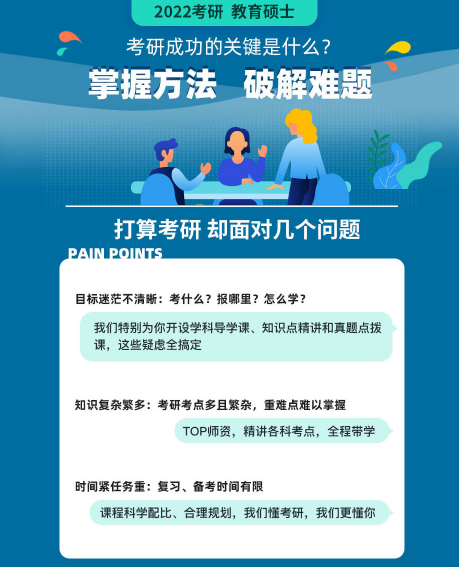 2022考研 教育硕士
考研成功的关键是什么？
掌握方法 破解难题
打算考研 却面对几个问题
PAIN POINTS
目标迷茫不清晰：考什么？报哪里？怎么学？
我们特别为你开设学科导学课、知识点精讲和真题点拨
课，这些疑虑全搞定
知识复杂繁多：考研考点多且繁杂，重难点难以掌握
TOP师资，精讲各科考点，全程带学
时间紧任务重：复习、备考时间有限
课程科学配比、合理规划，我们懂考研，我们更懂你